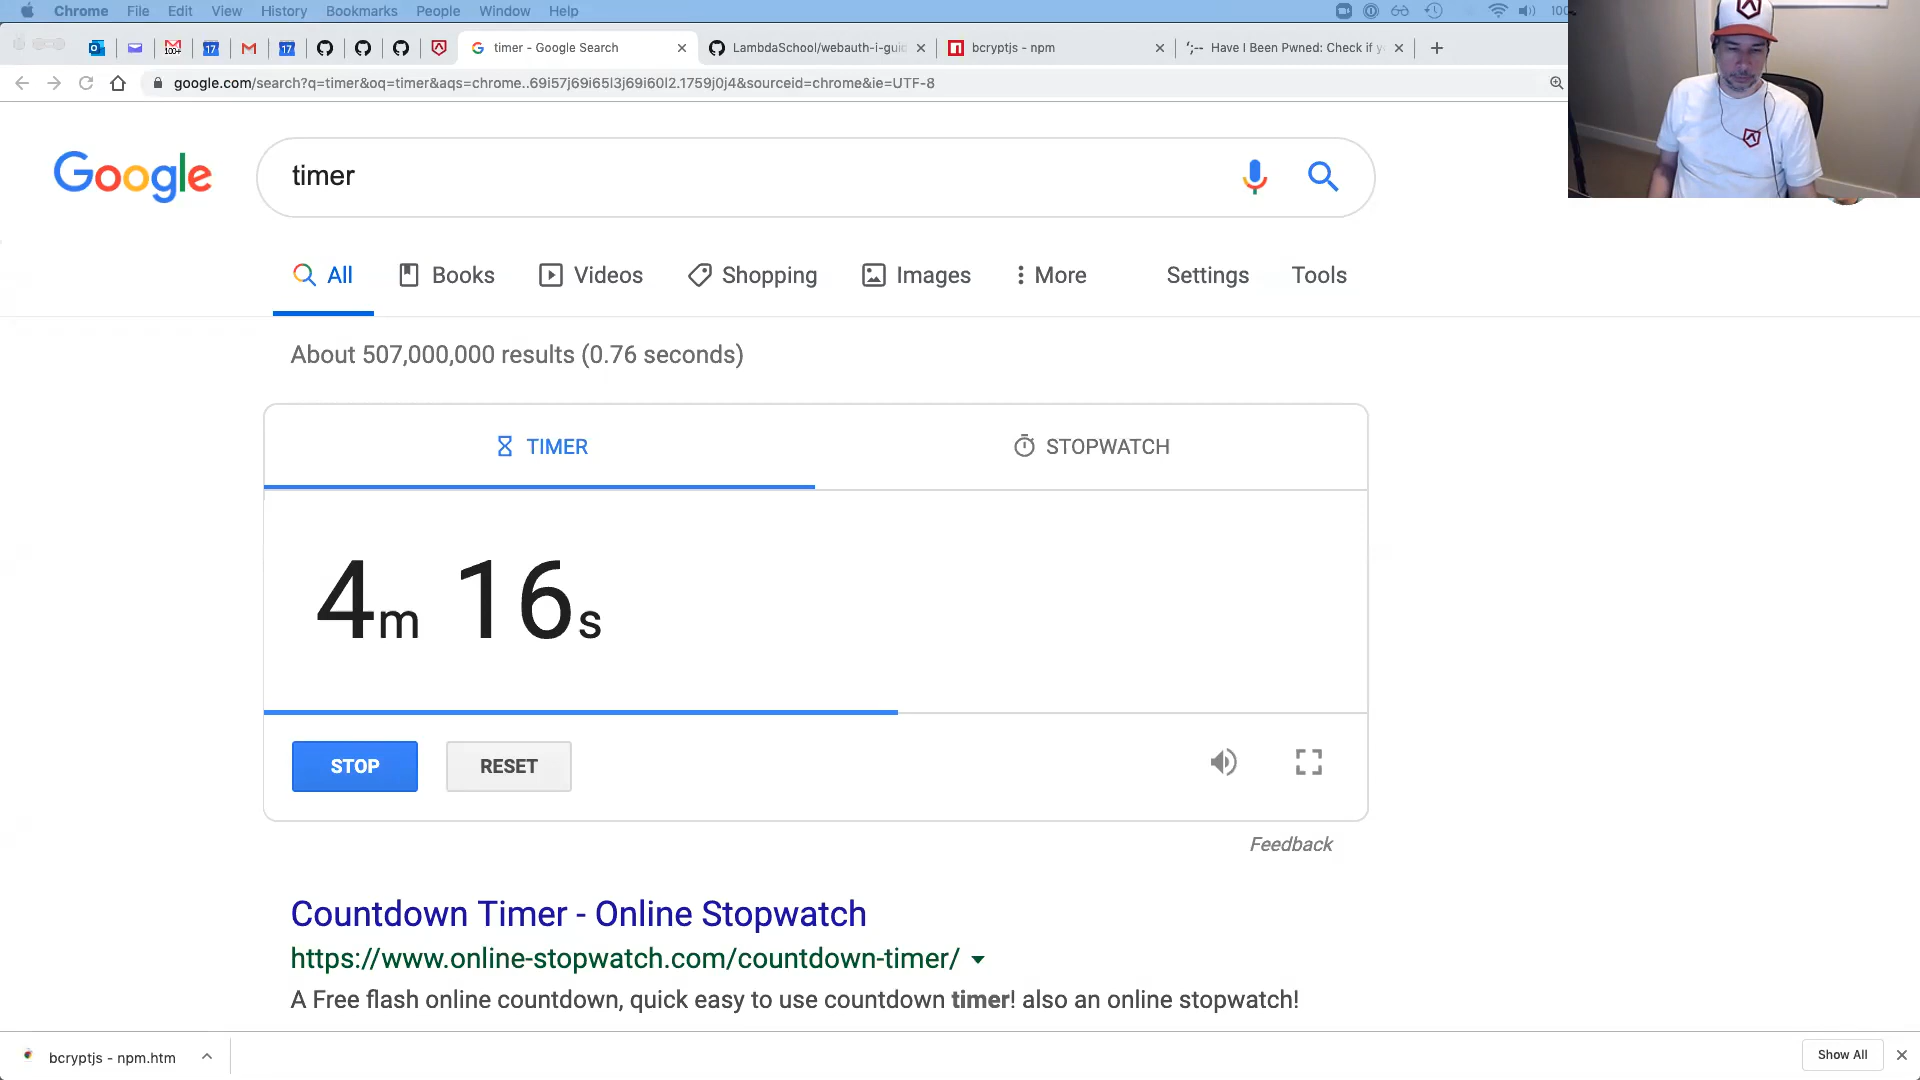 Chrome File Edit View History Bookmarks People Window Help
timer - Google Search
LambdaSchool/webauth-i-guid
bcryptjs - npm
Have I Been Pwned: Check if y
google.com/search?q=timer&oq=timer&aqs=chrome..69i57j69i65l3j69i60l2.1759j0j4&sourceid=chrome&ie=UTF-8
Google
timer
All Books Videos Shopping Images More Settings Tools
About 507,000,000 results (0.76 seconds)
TIMER STOPWATCH
4m 16s
STOP RESET
Feedback
Countdown Timer - Online Stopwatch
https://www.online-stopwatch.com/countdown-timer/
A Free flash online countdown, quick easy to use countdown timer! also an online stopwatch!
bcryptjs - npm.htm
Show All